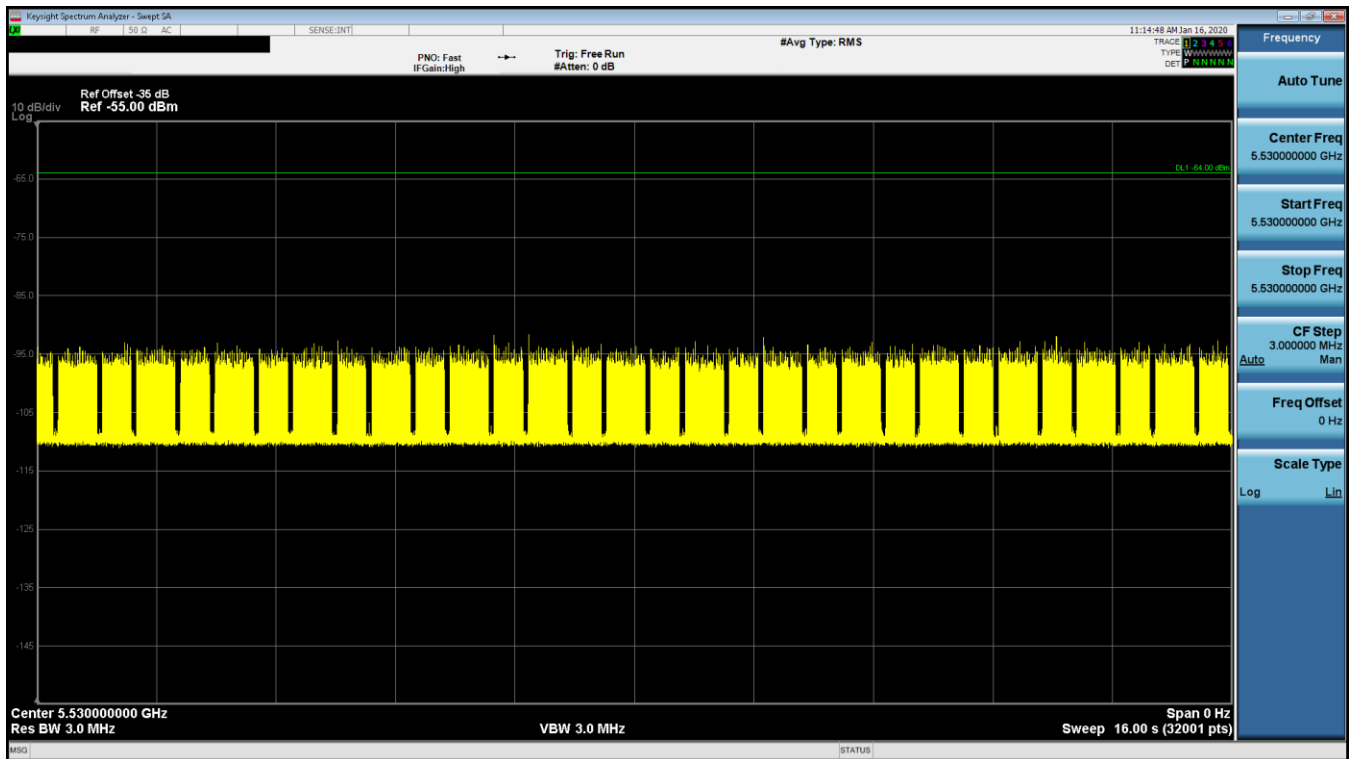 Keysight Spectrum Analyzer - Swept SA
RF 50 Ω AC SENSE:INT 11:14:48 AM Jan 16, 2020
#Avg Type: RMS
TRACE 1 2 3 4 5 6
PNO: Fast Trig: Free Run
TYPE WWWWWW
IFGain:High #Atten: 0 dB
DET P N N N N N
Ref Offset -35 dB
10 dB/div Ref -55.00 dBm
Log
DL1 -64.00 dBm
-65.0
-75.0
-85.0
-95.0
-105
-115
-125
-135
-145
Center 5.530000000 GHz Span 0 Hz
Res BW 3.0 MHz VBW 3.0 MHz Sweep 16.00 s (32001 pts)
MSG STATUS
Frequency
Auto Tune
Center Freq
5.530000000 GHz
Start Freq
5.530000000 GHz
Stop Freq
5.530000000 GHz
CF Step
3.000000 MHz
Auto Man
Freq Offset
0 Hz
Scale Type
Log Lin